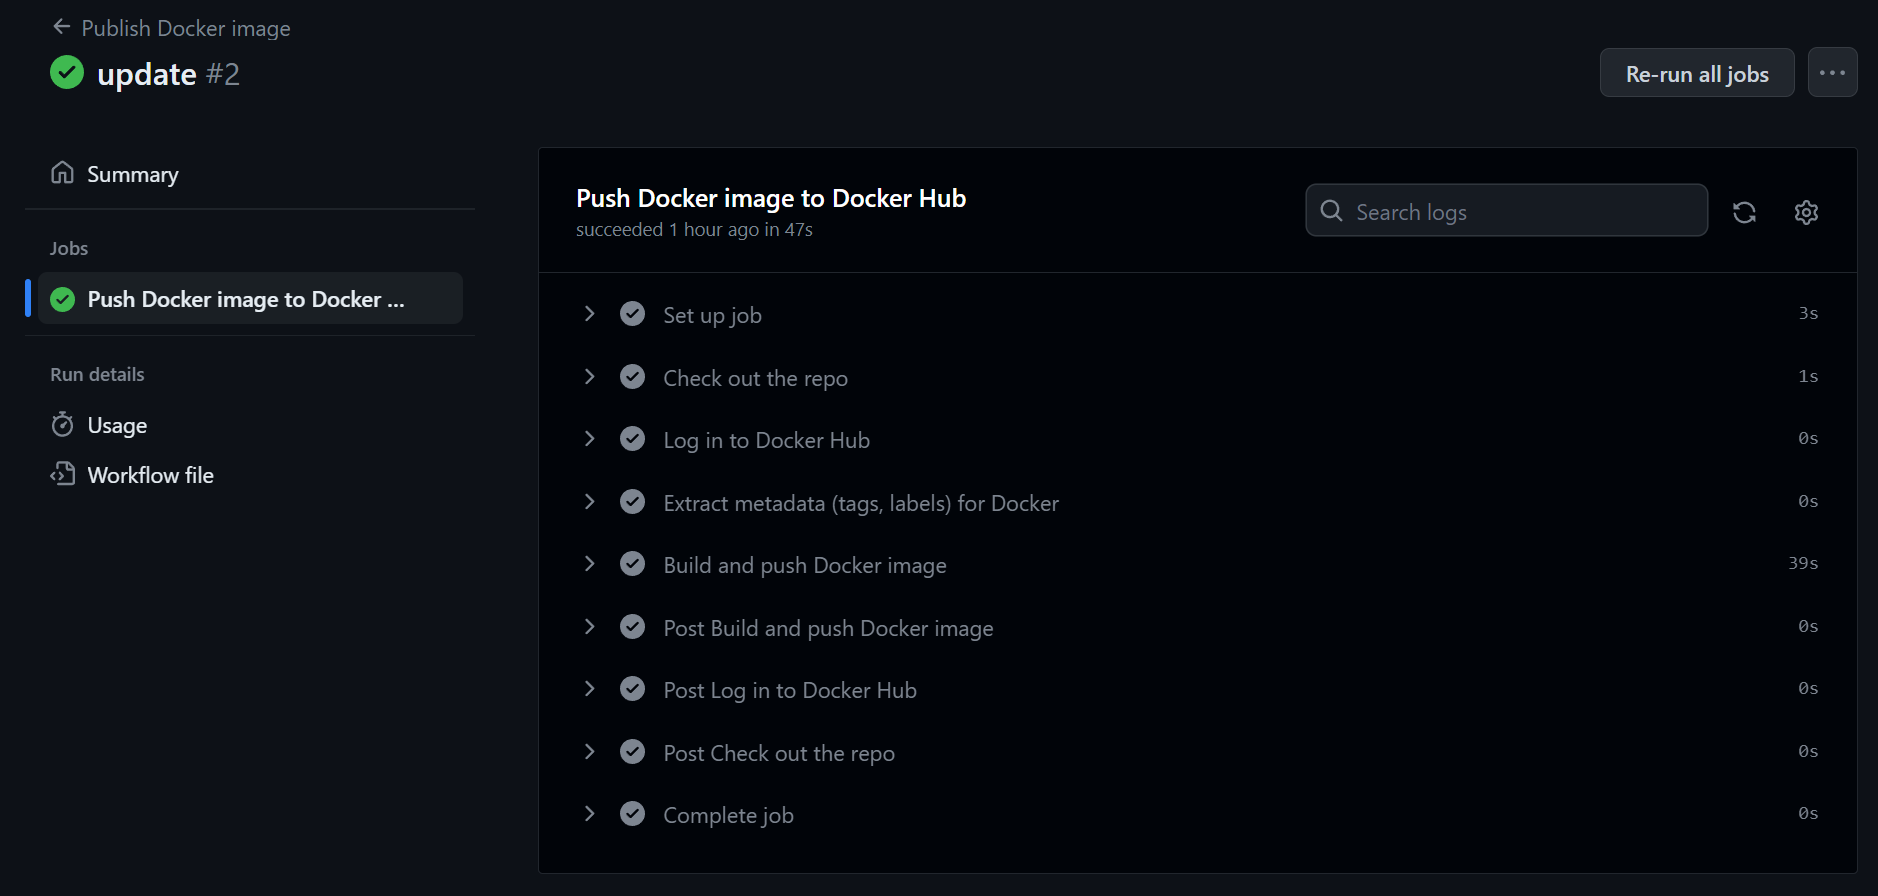 Publish Docker image
update #2
Re-run all jobs
Summary
Jobs
Push Docker image to Docker ...
Run details
Usage
Workflow file
Push Docker image to Docker Hub
succeeded 1 hour ago in 47s
Search logs
Set up job 3s
Check out the repo 1s
Log in to Docker Hub 0s
Extract metadata (tags, labels) for Docker 0s
Build and push Docker image 39s
Post Build and push Docker image 0s
Post Log in to Docker Hub 0s
Post Check out the repo 0s
Complete job 0s